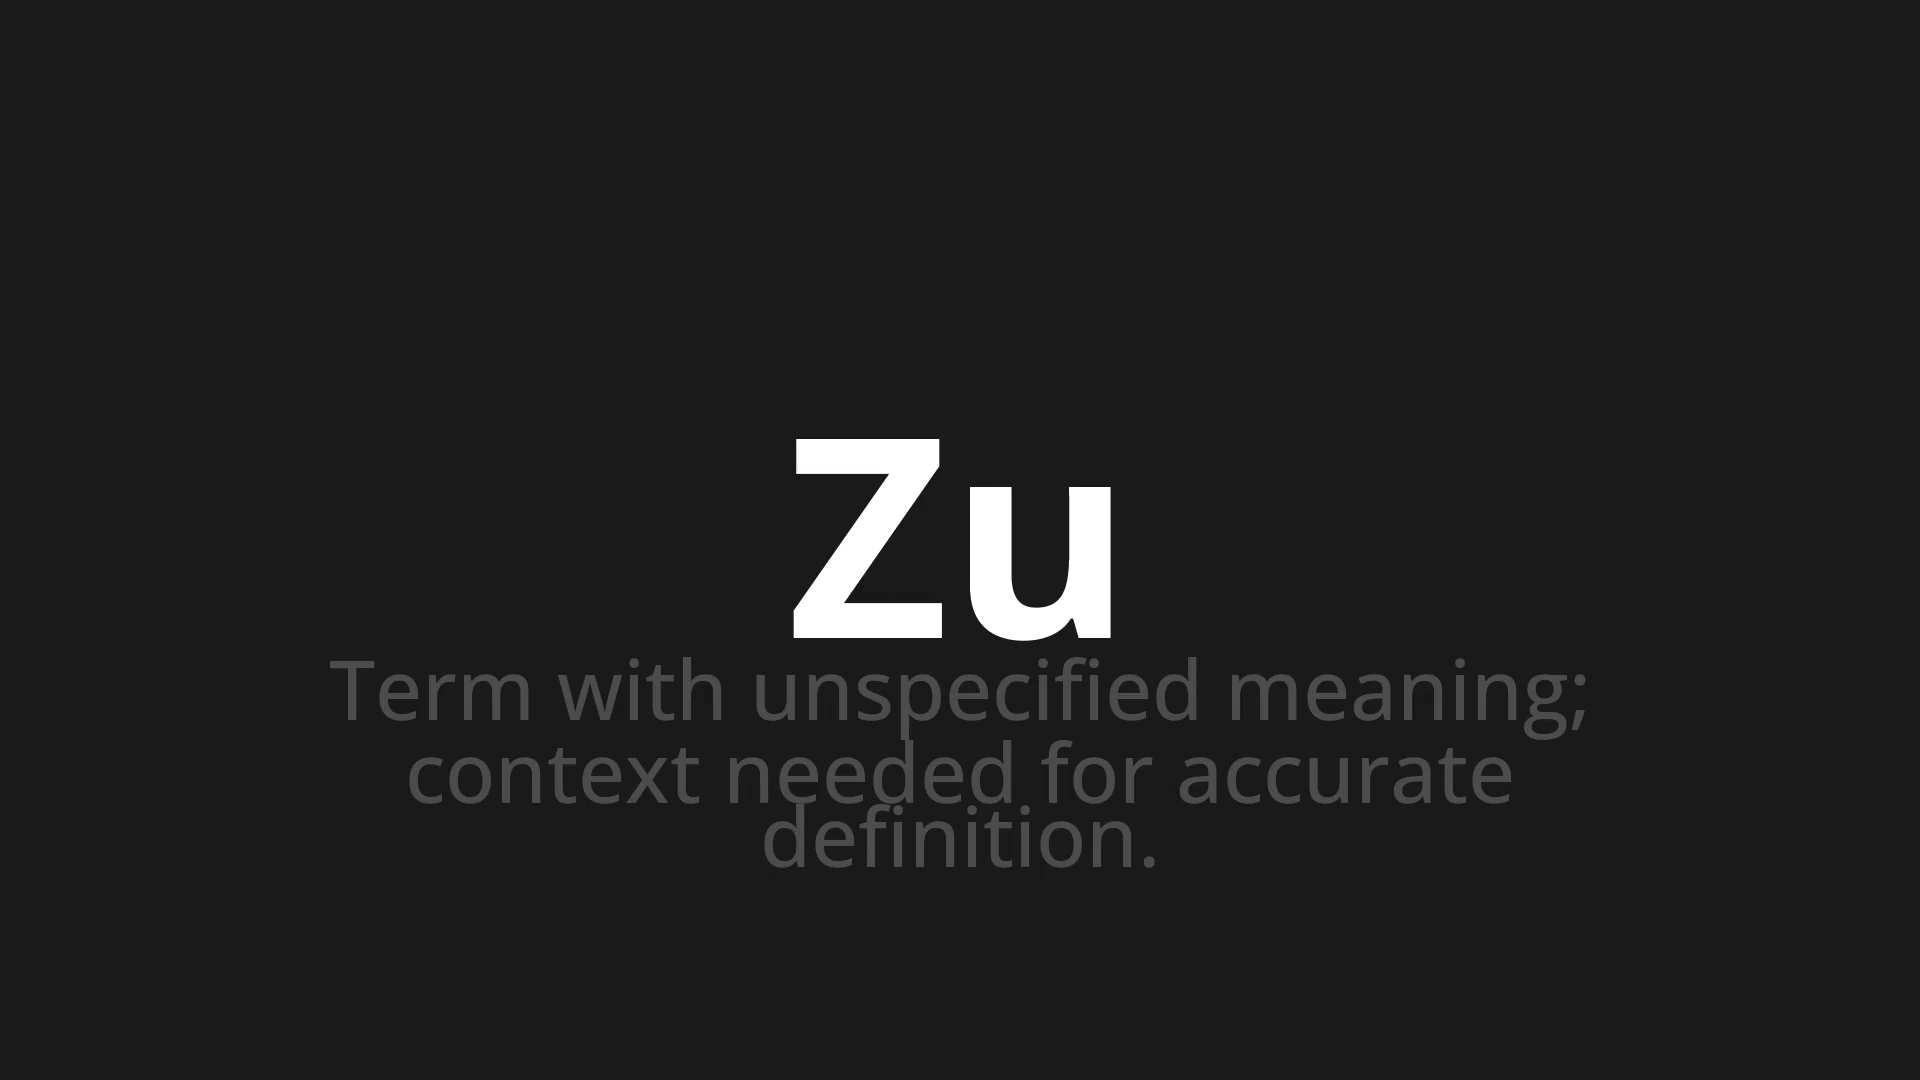 Zu
Term with unspecified meaning;
context needed for accurate
definition.